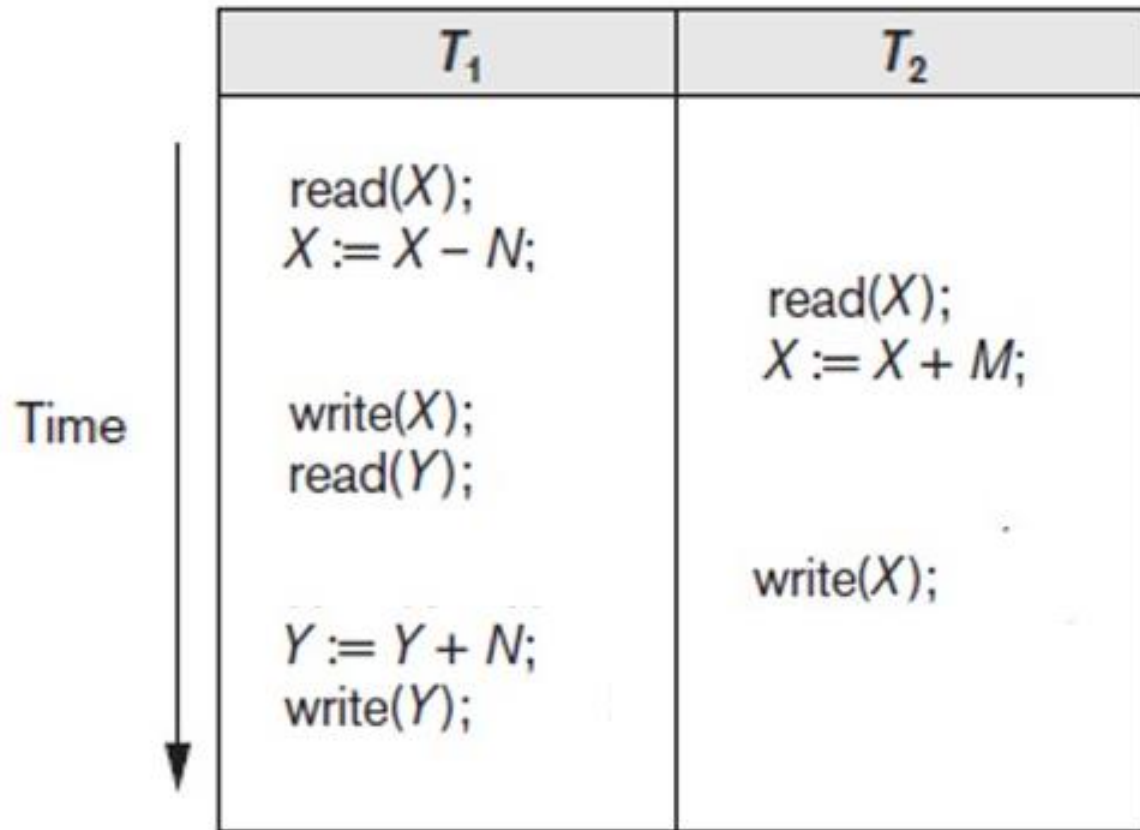 T₁ T₂
read(X);
X := X – N;
read(X);
X := X + M;
Time
write(X);
read(Y);
write(X);
Y := Y + N;
write(Y);